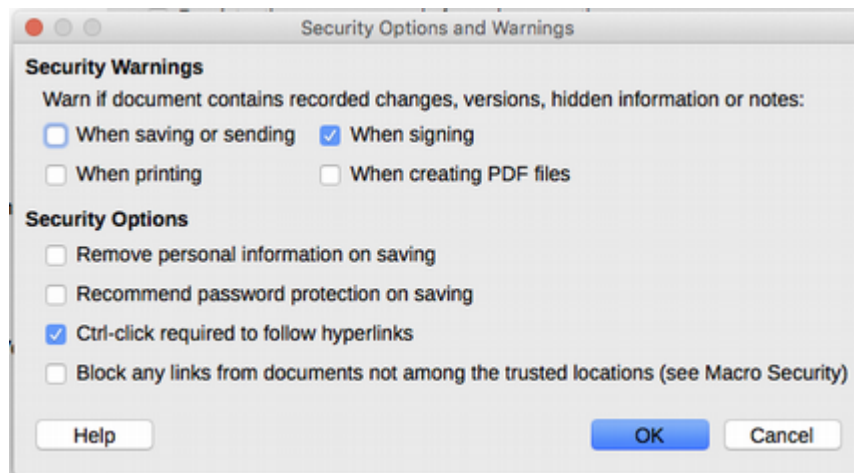 Security Options and Warnings
Security Warnings
Warn if document contains recorded changes, versions, hidden information or notes:
When saving or sending When signing
When printing When creating PDF files
Security Options
Remove personal information on saving
Recommend password protection on saving
Ctrl-click required to follow hyperlinks
Block any links from documents not among the trusted locations (see Macro Security)
Help OK Cancel